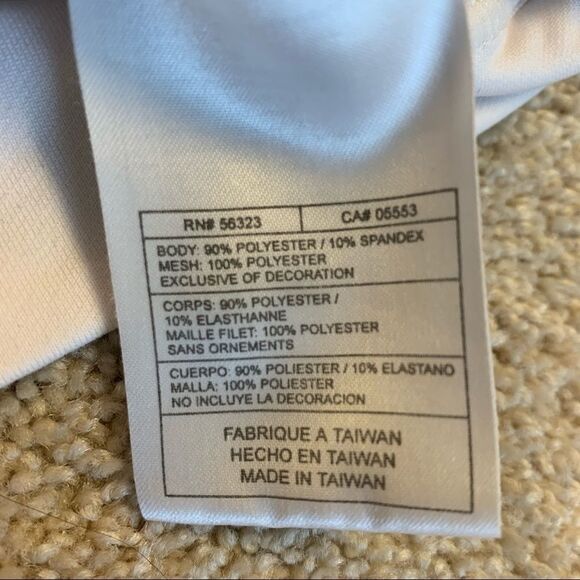 RN# 56323 CA# 05553
BODY: 90% POLYESTER / 10% SPANDEX
MESH: 100% POLYESTER
EXCLUSIVE OF DECORATION
CORPS: 90% POLYESTER /
10% ELASTHANNE
MAILLE FILET: 100% POLYESTER
SANS ORNEMENTS
CUERPO: 90% POLIESTER / 10% ELASTANO
MALLA: 100% POLIESTER
NO INCLUYE LA DECORACION
FABRIQUE A TAIWAN
HECHO EN TAIWAN
MADE IN TAIWAN